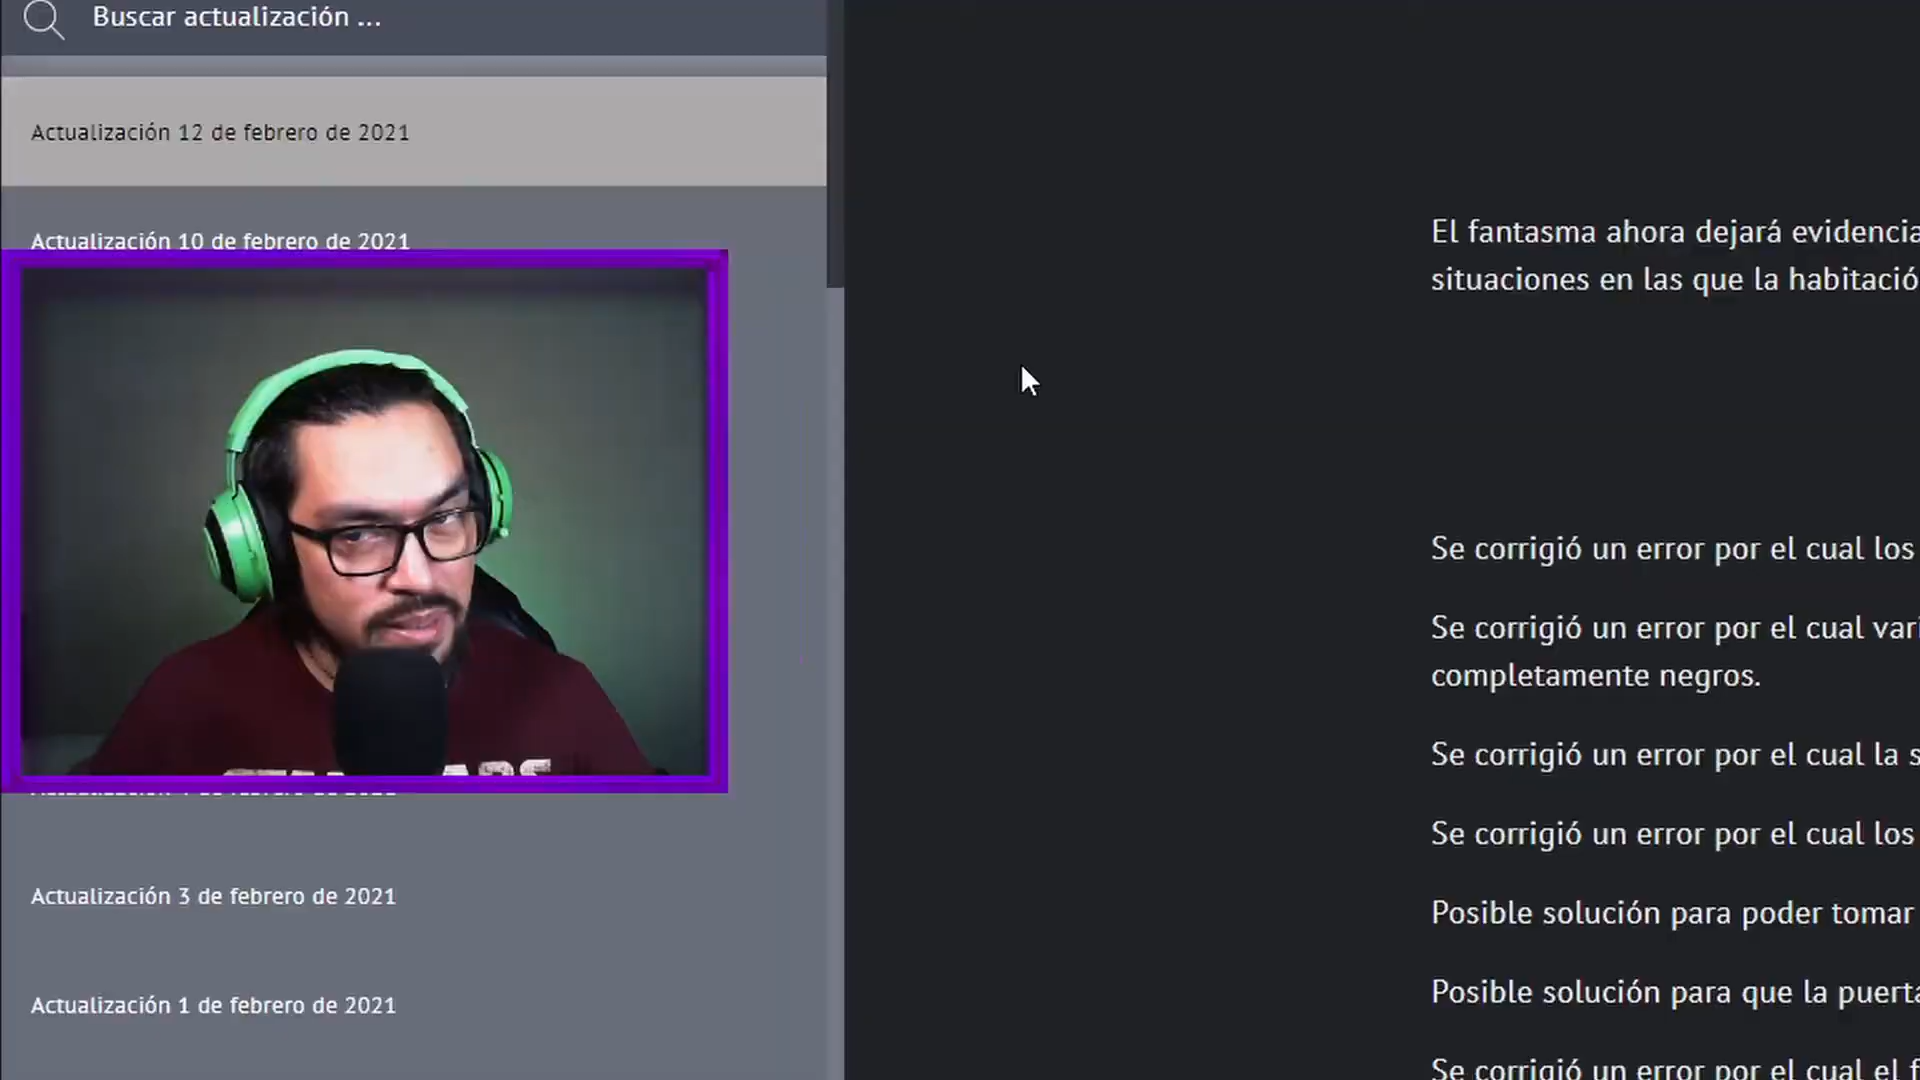 Buscar actualización ...
Actualización 12 de febrero de 2021
Actualización 10 de febrero de 2021
Actualización 3 de febrero de 2021
Actualización 1 de febrero de 2021
El fantasma ahora dejará
situaciones en las que la
Se corrigió un error por el cual los
Se corrigió un error por el cual
completamente negros.
Se corrigió un error por el cual la
Se corrigió un error por el cual los
Posible solución para poder tomar
Posible solución para que la
Se corrigió un error por el cual el